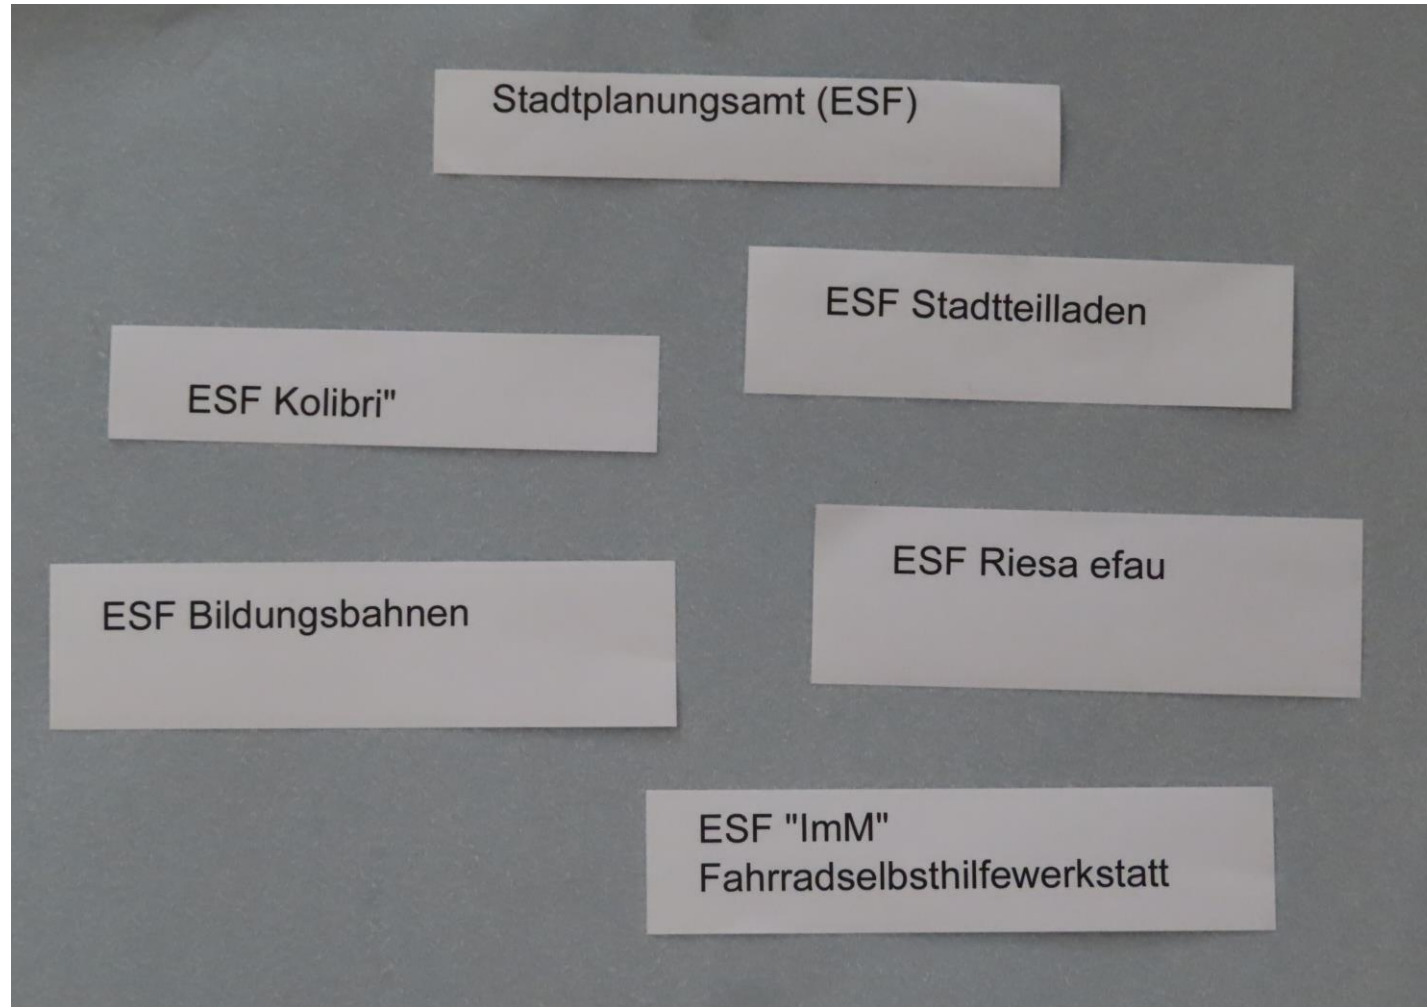 Stadtplanungsamt (ESF)
ESF Stadtteilladen
ESF Kolibri"
ESF Riesa efau
ESF Bildungsbahnen
ESF "ImM"
Fahrradselbsthilfewerkstatt